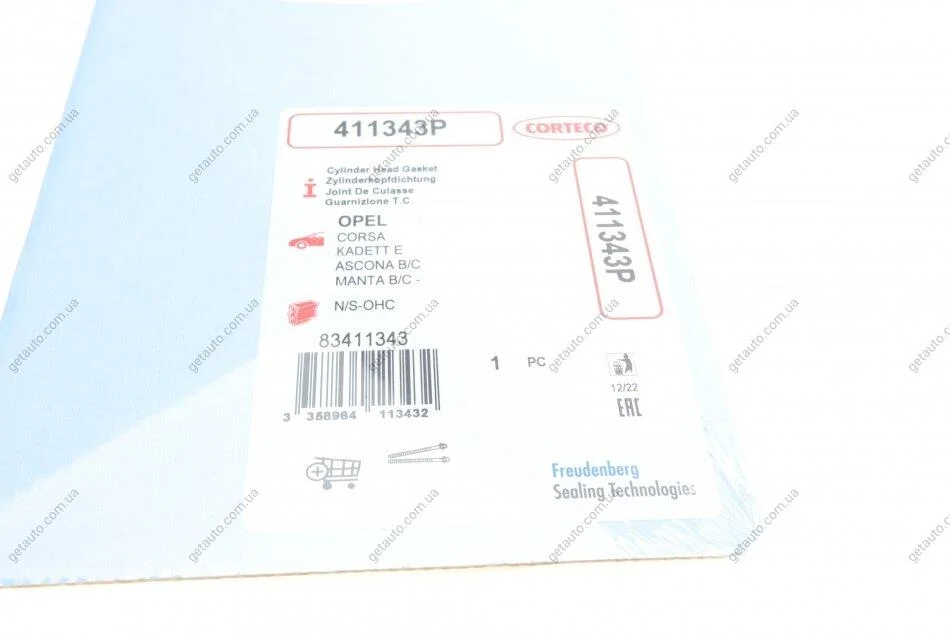 411343P
CORTECO
Cylinder Head Gasket
Zylinderkopfdichtung
Joint De Culasse
Guarnizione T.C.
OPEL
CORSA
KADETT E
ASCONA B/C
MANTA B/C -
N/S-OHC
411343P
83411343
3 358964 113432
1 PC
12/22
EAC
Freudenberg
Sealing Technologies
getauto.com.ua